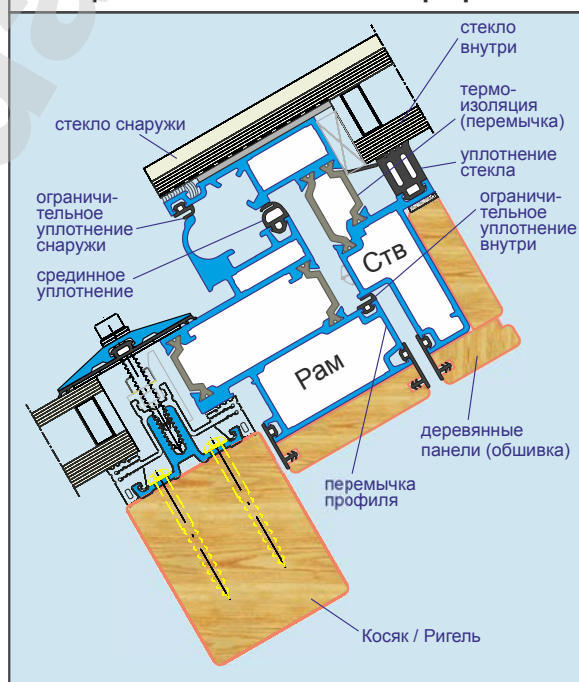 стекло
внутри
термо-
изоляция
(перемычка)
стекло снаружи
уплотнение
стекла
ограничи-
тельное
уплотнение
снаружи
ограничи-
тельное
уплотнение
внутри
срединное
уплотнение
Ств
Рам
деревянные
панели (обшивка)
перемычка
профиля
Косяк / Ригель